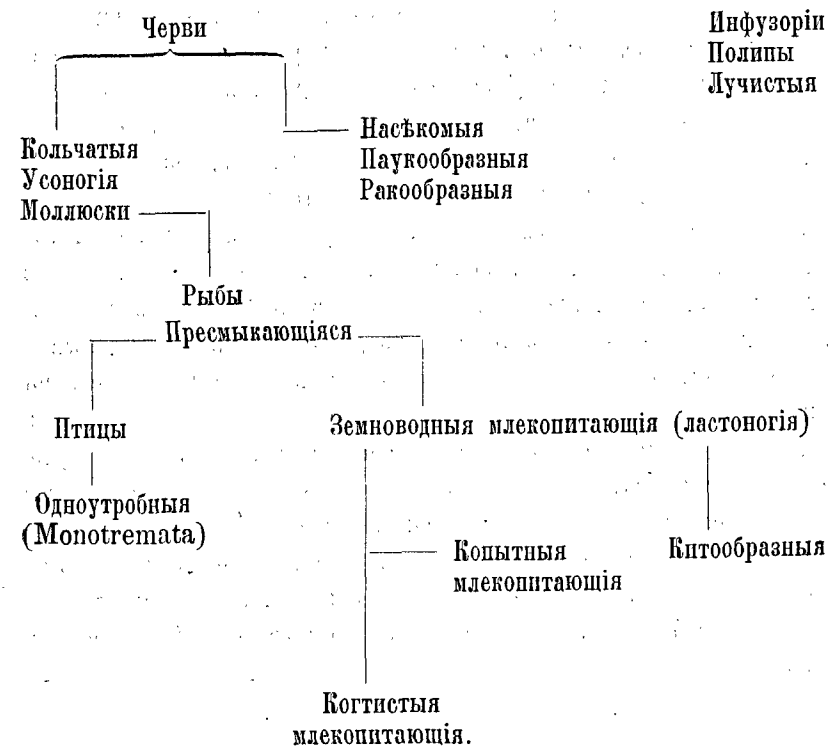 Черви
Инфузоріи
Полипы
Лучистыя
Кольчатыя
Усоногія
Моллюски
Насѣкомыя
Паукообразныя
Ракообразныя
Рыбы
Пресмыкающіяся
Птицы
Земноводныя млекопитающія (ластоногія)
Одноутробныя
(Monotremata)
Копытныя
млекопитающія
Китообразныя
Когтистыя
млекопитающія.